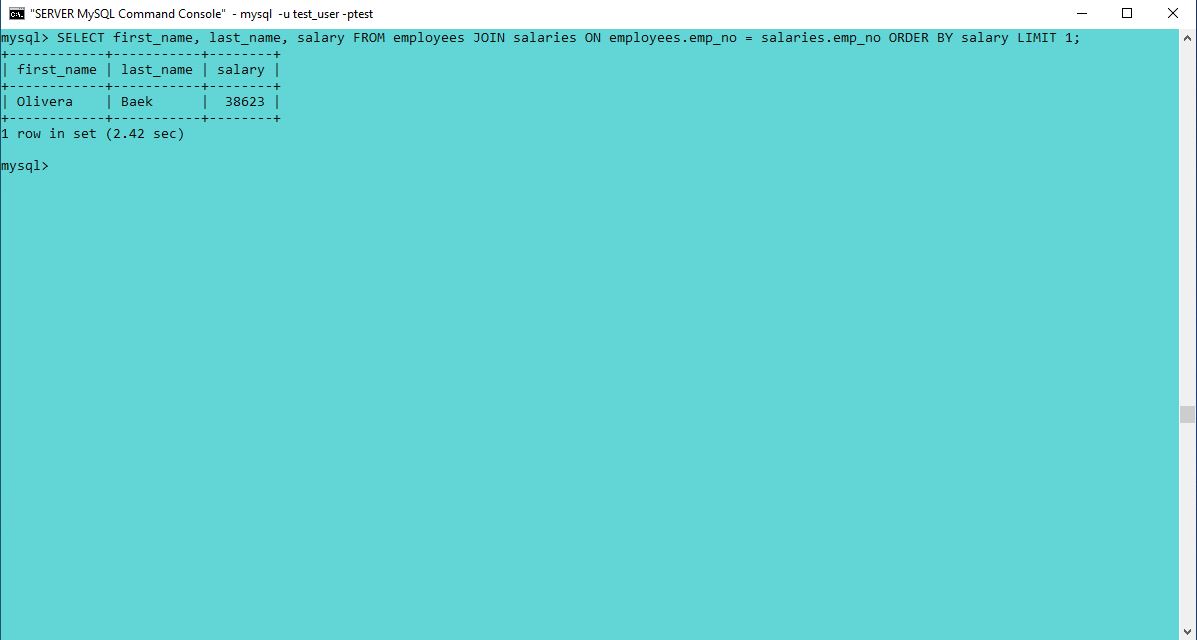 "SERVER MySQL Command Console" - mysql -u test_user -ptest
mysql> SELECT first_name, last_name, salary FROM employees JOIN salaries ON employees.emp_no = salaries.emp_no ORDER BY salary LIMIT 1;
+------------+-----------+--------+
| first_name | last_name | salary |
+------------+-----------+--------+
| Olivera    | Baek      |  38623 |
+------------+-----------+--------+
1 row in set (2.42 sec)
mysql>